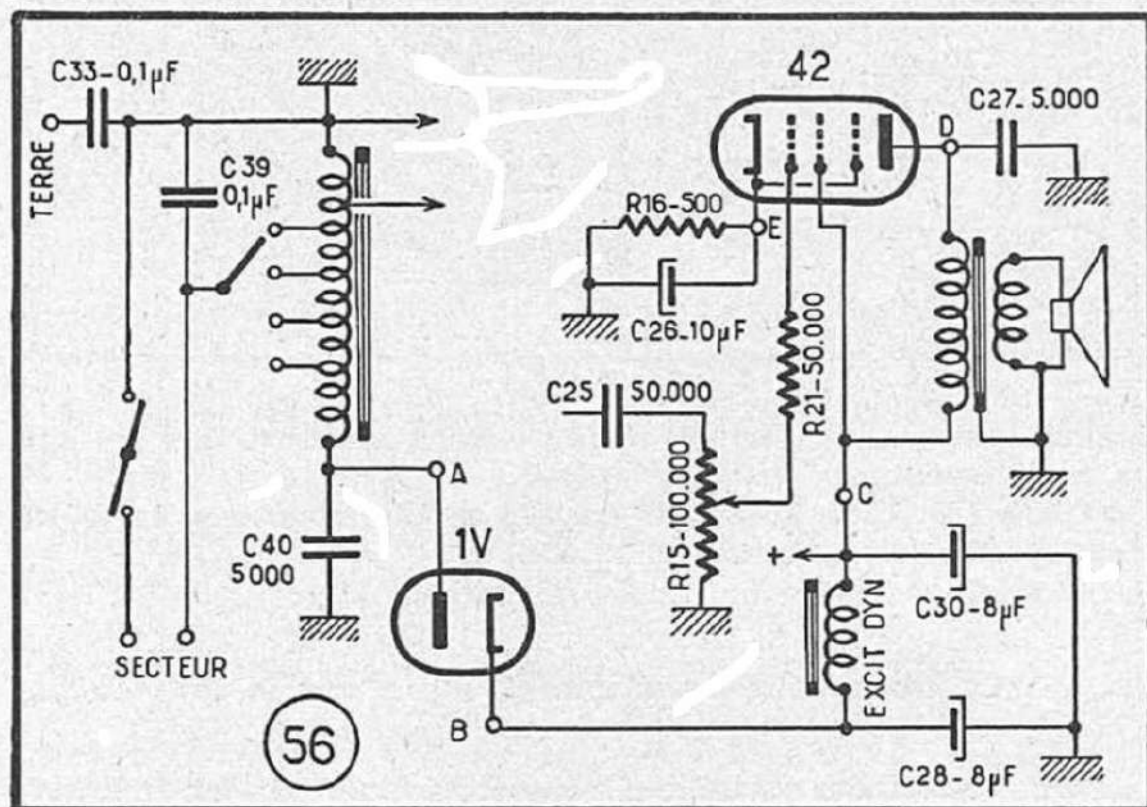 C33-0,1µF
TERRE
C39
0,1µF
42
C27-5.000
D
R16-500
E
C26-10µF
R21-50.000
C25 50.000
R15-100.000
A
C
C40
5000
1V
+
C30-8µF
EXCIT DYN
SECTEUR
56
B
C28-8µF